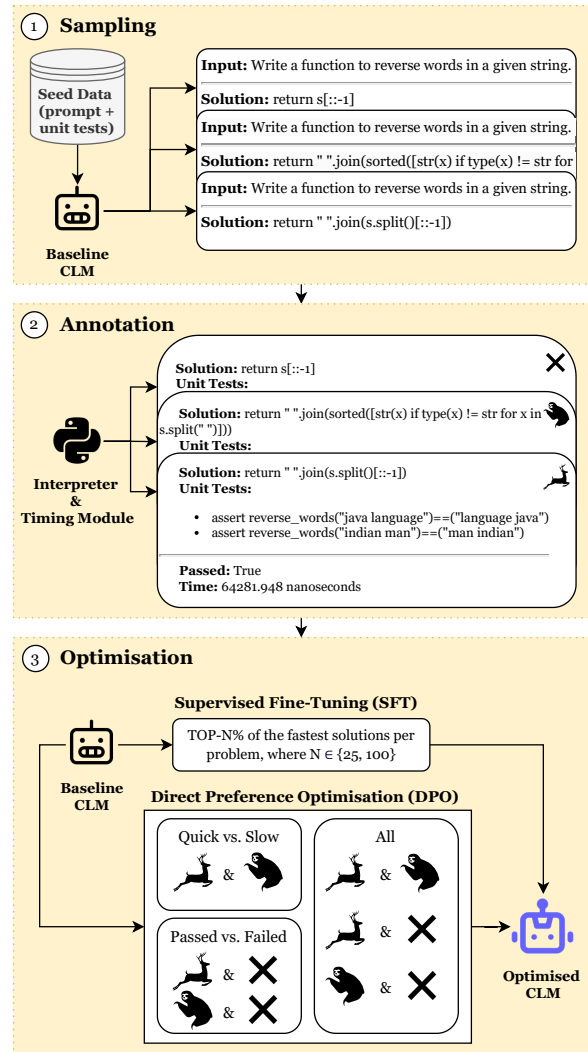 1 Sampling
Seed Data
(prompt +
unit tests)
Baseline
CLM
Input: Write a function to reverse words in a given string.
Solution: return s[::-1]
Input: Write a function to reverse words in a given string.
Solution: return " ".join(sorted([str(x) if type(x) != str for
Input: Write a function to reverse words in a given string.
Solution: return " ".join(s.split()[::-1])
2 Annotation
Interpreter
&
Timing Module
Solution: return s[::-1]
Unit Tests:
Solution: return " ".join(sorted([str(x) if type(x) != str for x in
s.split(" ")]))
Unit Tests:
Solution: return " ".join(s.split()[::-1])
Unit Tests:
• assert reverse_words("java language")==("language java")
• assert reverse_words("indian man")==("man indian")
Passed: True
Time: 64281.948 nanoseconds
3 Optimisation
Supervised Fine-Tuning (SFT)
Baseline
CLM
TOP-N% of the fastest solutions per
problem, where N ∈ {25, 100}
Direct Preference Optimisation (DPO)
Quick vs. Slow
&
Passed vs. Failed
&
&
All
&
&
&
Optimised
CLM